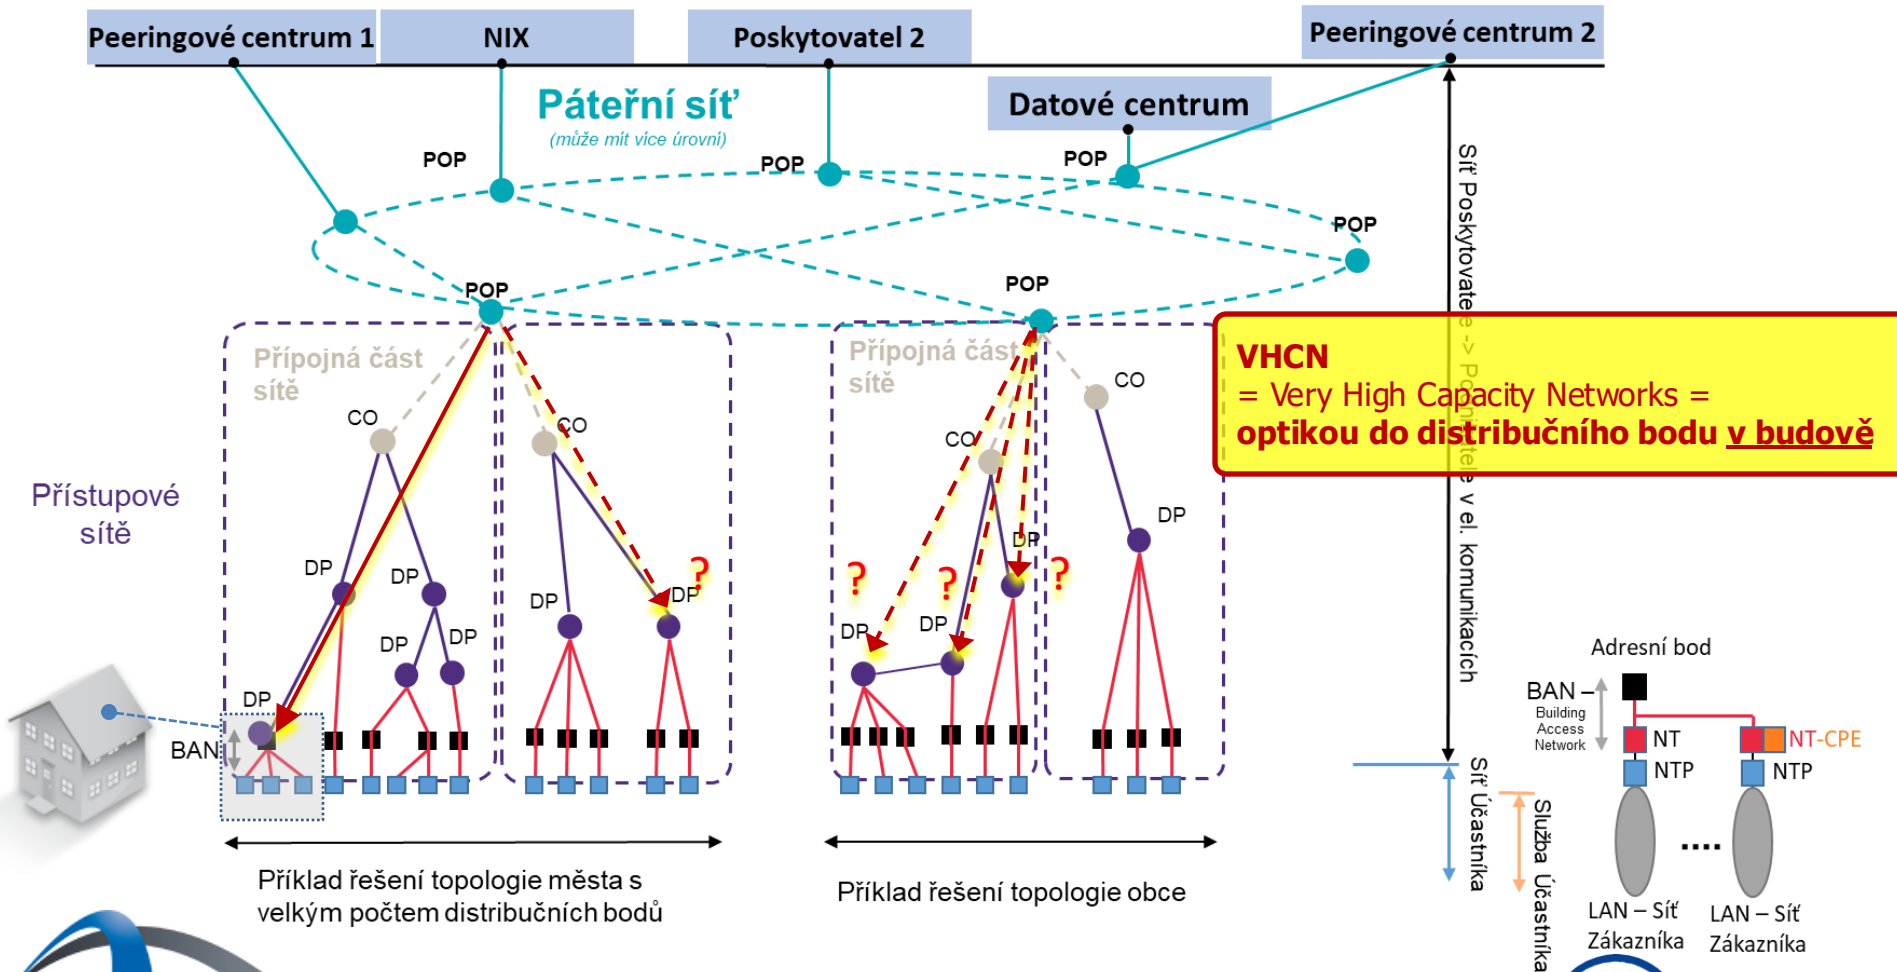 Peeringové centrum 1
NIX
Poskytovatel 2
Peeringové centrum 2
Páteřní síť
(může mít více úrovní)
Datové centrum
POP
POP
POP
POP
POP
POP
Přípojná část
sítě
Přípojná část
sítě
CO
CO
CO
CO
VHCN
= Very High Capacity Networks =
optikou do distribučního bodu v budově
Přístupové
sítě
DP
DP
DP
DP
DP
DP
DP
DP
DP
DP
DP
?
?
?
?
BAN
Síť Účastníka
Služba Účastníka
Adresní bod
BAN –
Building
Access
Network
NT
NT-CPE
NTP
NTP
....
LAN – Síť
Zákazníka
LAN – Síť
Zákazníka
Příklad řešení topologie města s
velkým počtem distribučních bodů
Příklad řešení topologie obce
Síť Poskytovatele -> v el. komunikacích